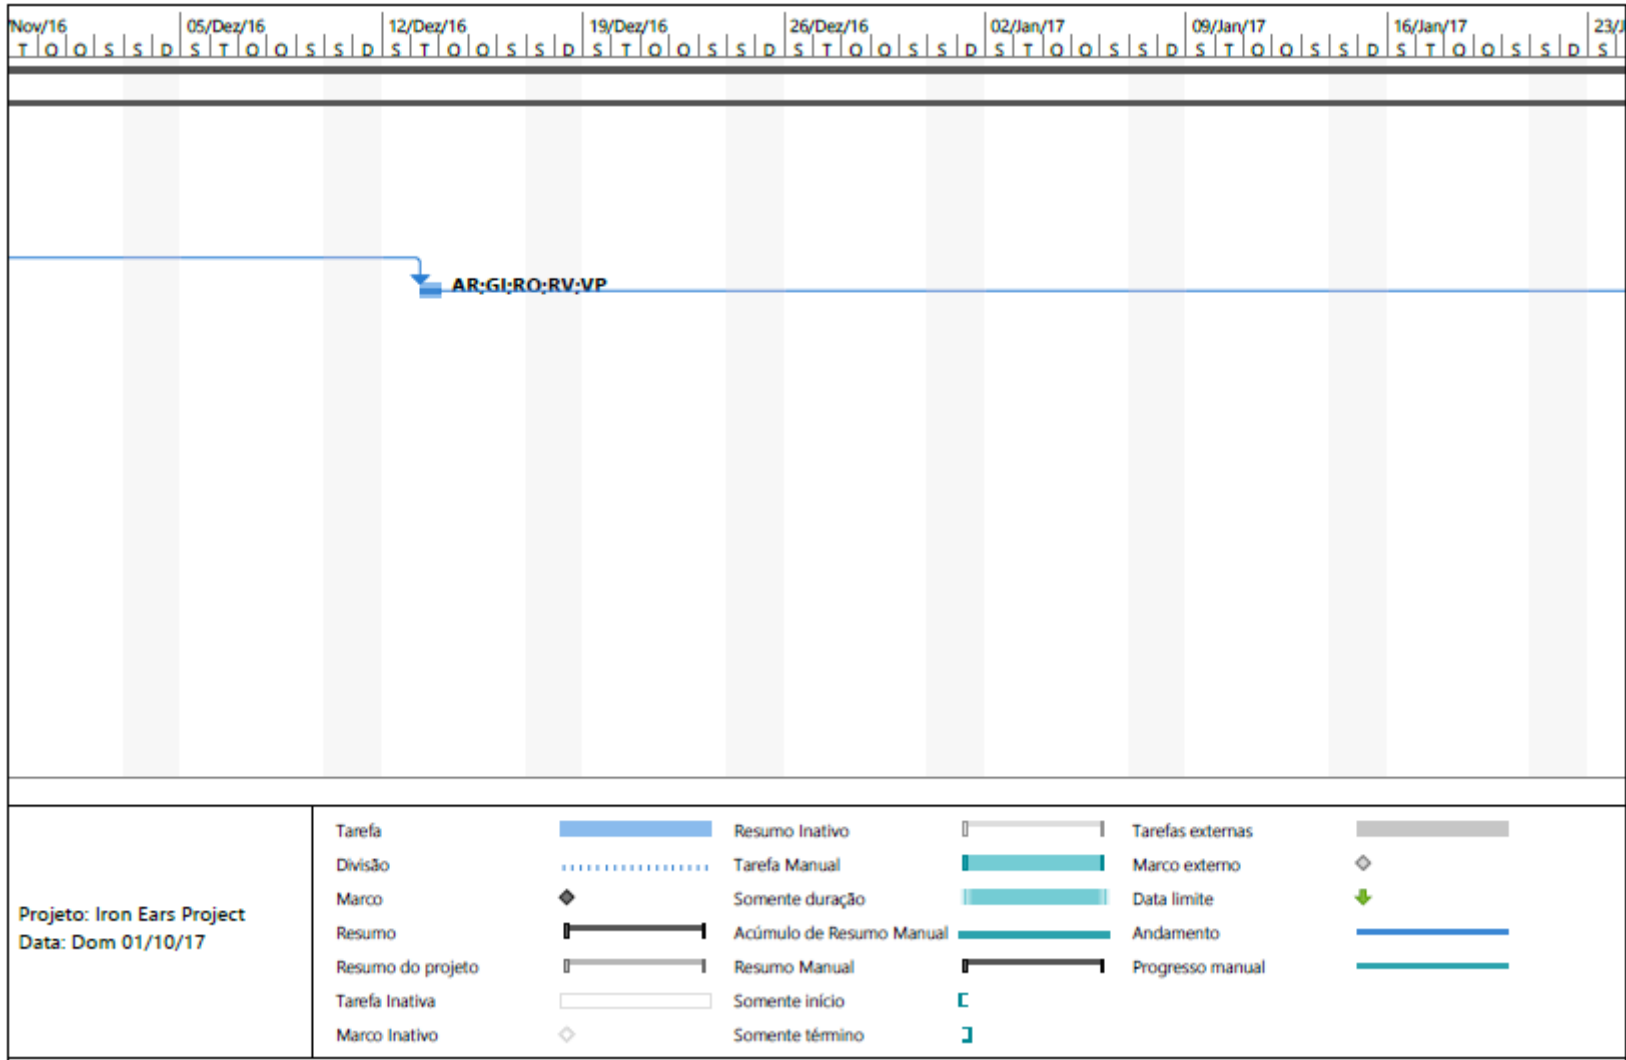 Nov/16 05/Dez/16 12/Dez/16 19/Dez/16 26/Dez/16 02/Jan/17 09/Jan/17 16/Jan/17 23/J
T Q Q S S D S T Q Q S S D S T Q Q S S D S T Q Q S S D S T Q Q S S D S T Q Q S S D S T Q Q S S D S T Q Q S S D S
AR;GI;RO;RV;VP
Projeto: Iron Ears Project
Data: Dom 01/10/17
Tarefa
Divisão
Marco
Resumo
Resumo do projeto
Tarefa Inativa
Marco Inativo
Resumo Inativo
Tarefa Manual
Somente duração
Acúmulo de Resumo Manual
Resumo Manual
Somente início
Somente término
Tarefas externas
Marco externo
Data limite
Andamento
Progresso manual